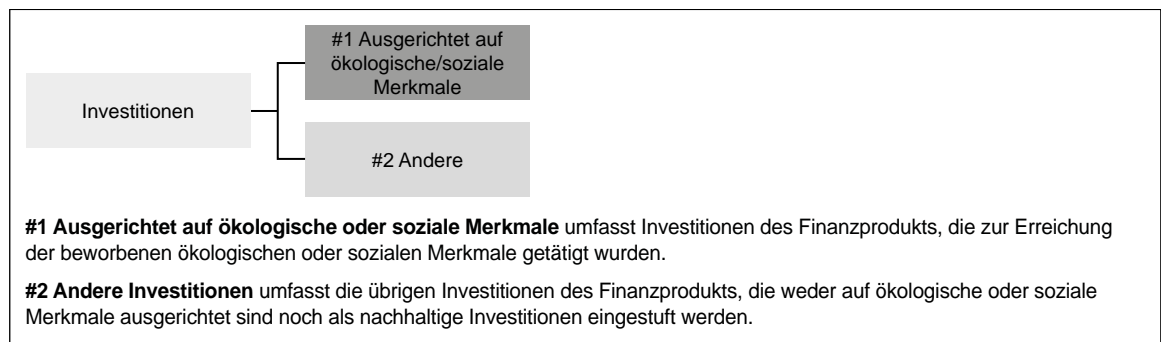 #1 Ausgerichtet auf
ökologische/soziale
Merkmale
Investitionen
#2 Andere
#1 Ausgerichtet auf ökologische oder soziale Merkmale umfasst Investitionen des Finanzprodukts, die zur Erreichung
der beworbenen ökologischen oder sozialen Merkmale getätigt wurden.
#2 Andere Investitionen umfasst die übrigen Investitionen des Finanzprodukts, die weder auf ökologische oder soziale
Merkmale ausgerichtet sind noch als nachhaltige Investitionen eingestuft werden.